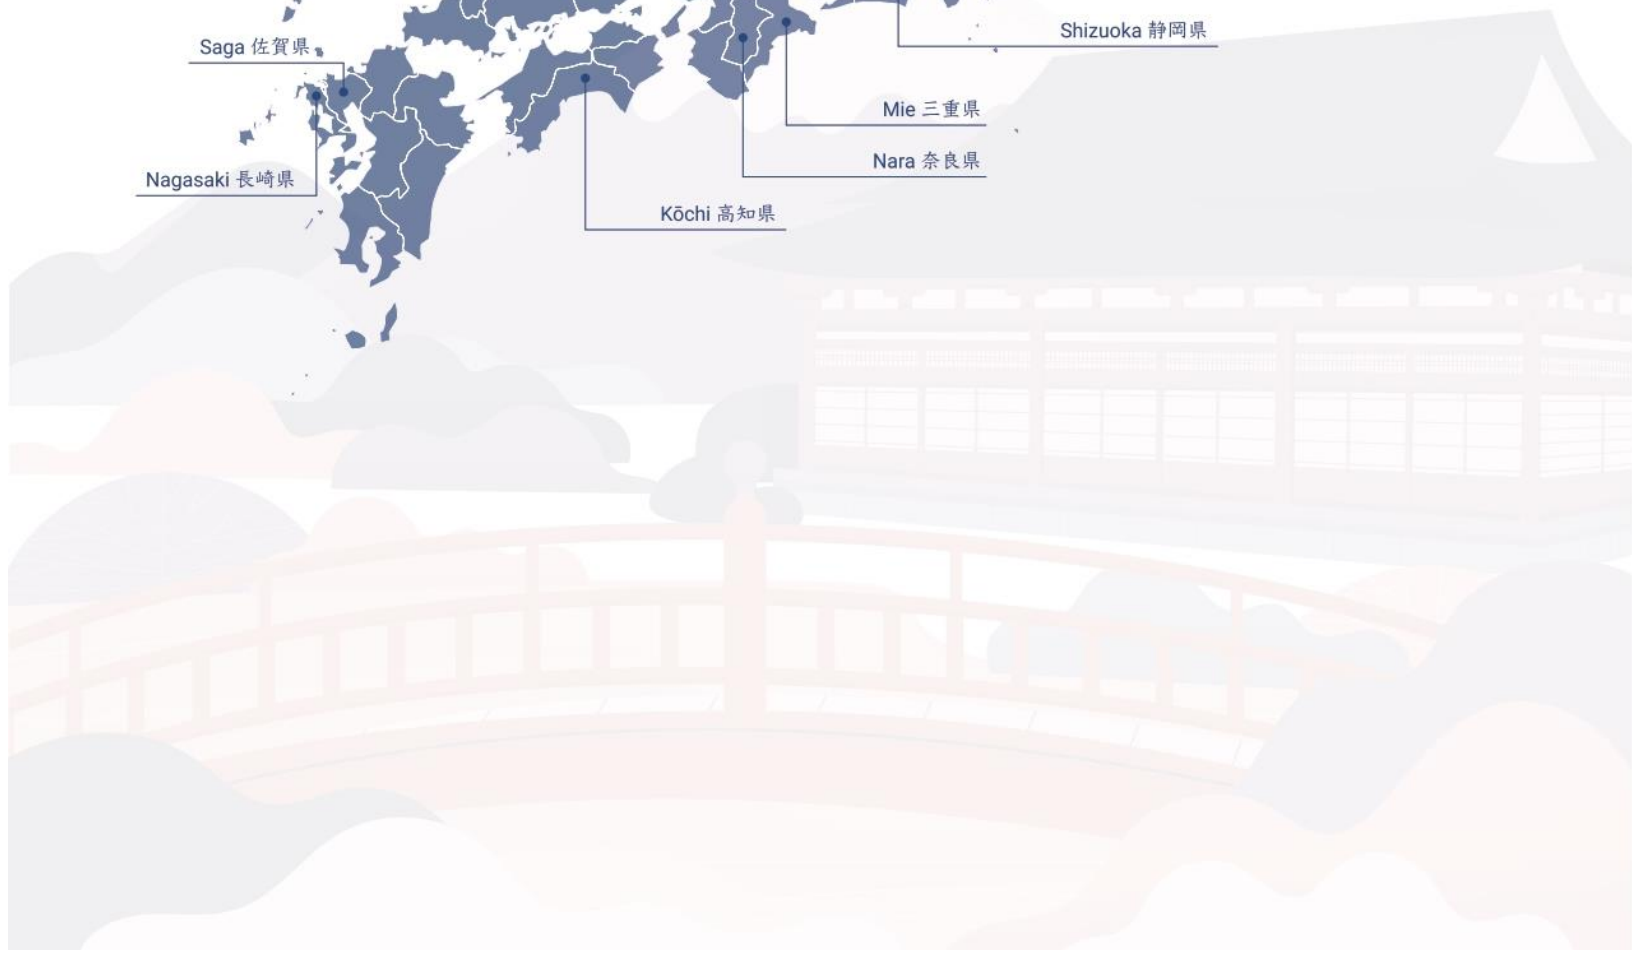 Shizuoka 静岡県
Saga 佐賀県
Mie 三重県
Nara 奈良県
Nagasaki 長崎県
Kōchi 高知県